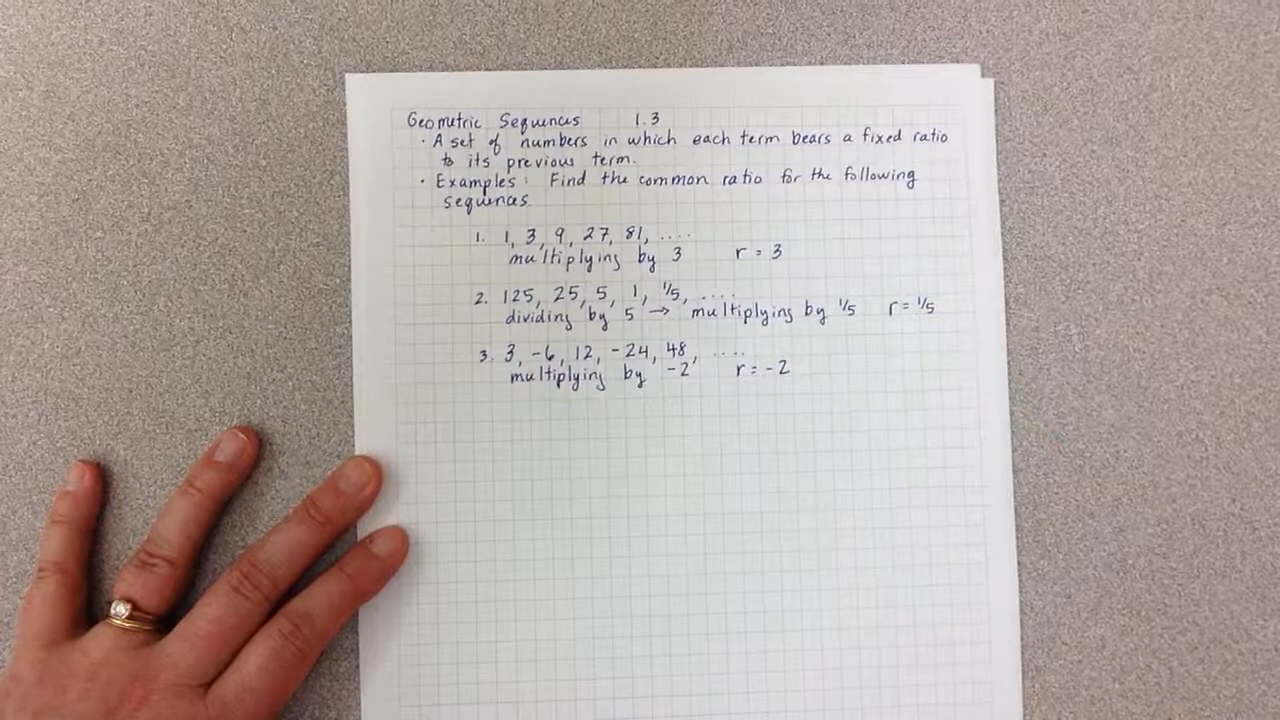 Geometric Sequences 1.3
· A set of numbers in which each term bears a fixed ratio
to its previous term.
· Examples: Find the common ratio for the following
sequences.
1. 1, 3, 9, 27, 81, ....
multiplying by 3 r = 3
2. 125, 25, 5, 1, 1/5, ....
dividing by 5 → multiplying by 1/5 r = 1/5
3. 3, -6, 12, -24, 48, ....
multiplying by -2 r = -2